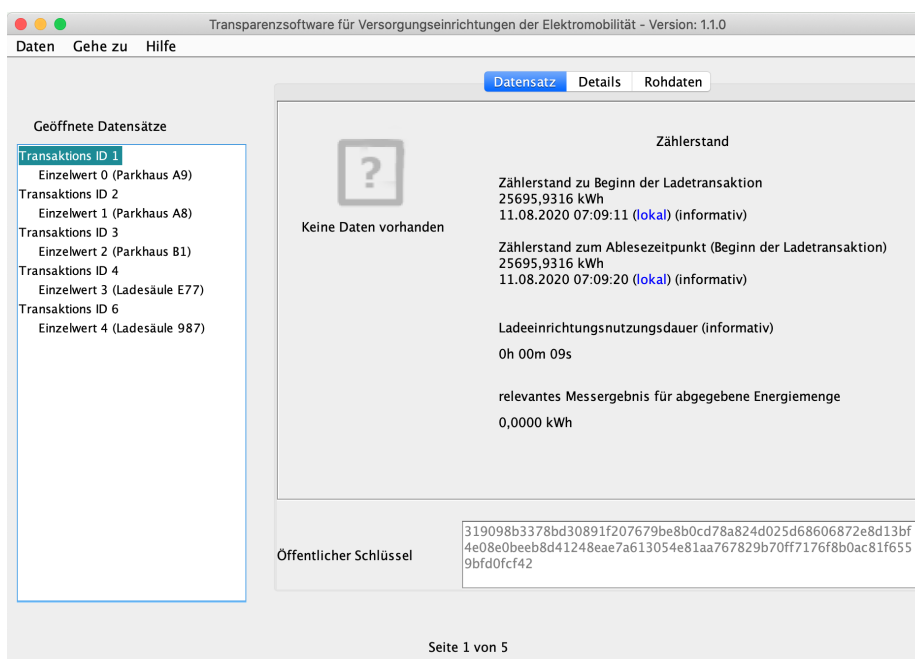 Transparenzsoftware für Versorgungseinrichtungen der Elektromobilität - Version: 1.1.0
Daten Gehe zu Hilfe
Datensatz Details Rohdaten
Geöffnete Datensätze
Transaktions ID 1
Einzelwert 0 (Parkhaus A9)
Transaktions ID 2
Einzelwert 1 (Parkhaus A8)
Transaktions ID 3
Einzelwert 2 (Parkhaus B1)
Transaktions ID 4
Einzelwert 3 (Ladesäule E77)
Transaktions ID 6
Einzelwert 4 (Ladesäule 987)
?
Keine Daten vorhanden
Zählerstand
Zählerstand zu Beginn der Ladetransaktion
25695,9316 kWh
11.08.2020 07:09:11 (lokal) (informativ)
Zählerstand zum Ablesezeitpunkt (Beginn der Ladetransaktion)
25695,9316 kWh
11.08.2020 07:09:20 (lokal) (informativ)
Ladeeinrichtungsnutzungsdauer (informativ)
0h 00m 09s
relevantes Messergebnis für abgegebene Energiemenge
0,0000 kWh
Öffentlicher Schlüssel
319098b3378bd30891f207679be8b0cd78a824d025d68606872e8d13bf
4e08e0beeb8d41248eae7a613054e81aa767829b70ff7176f8b0ac81f655
9bfd0fcf42
Seite 1 von 5